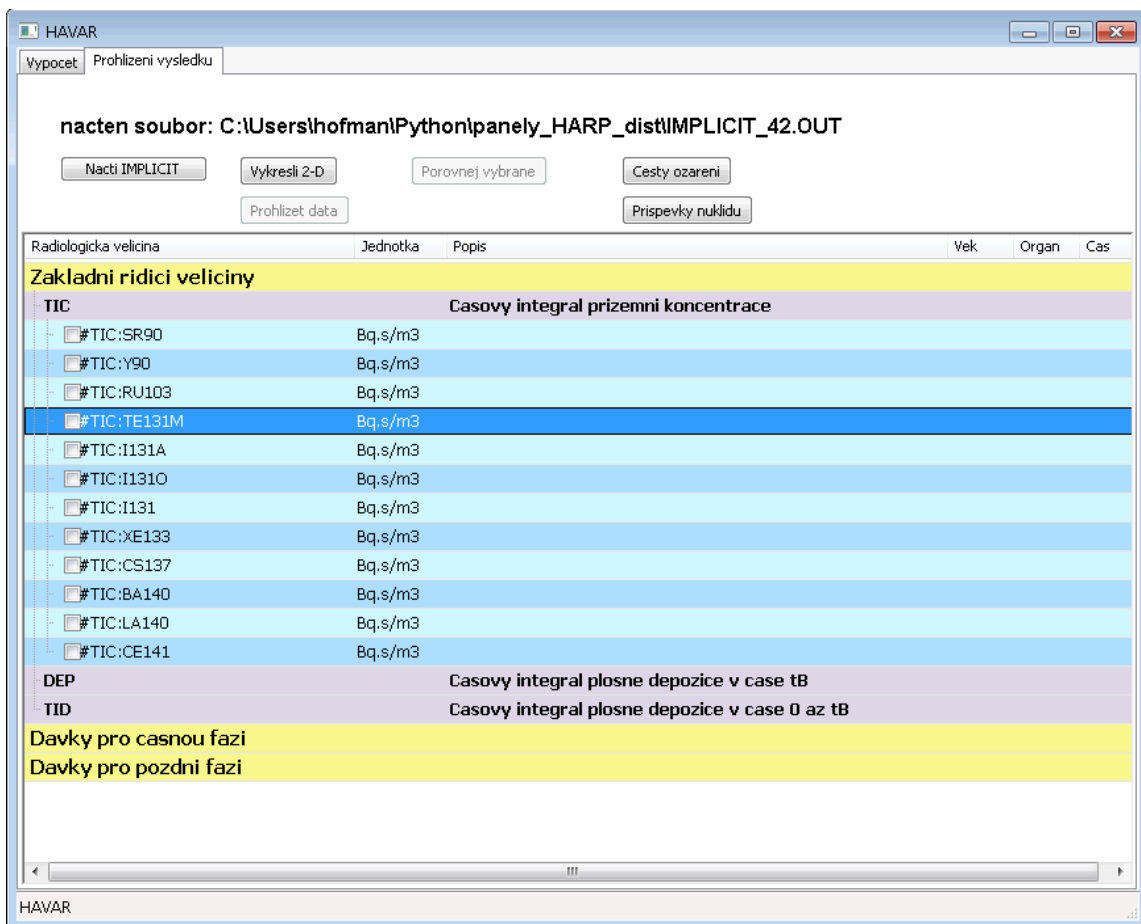 HAVAR
Vypocet Prohlizeni vysledku
nacten soubor: C:\Users\hofman\Python\panely_HARP_dist\IMPLICIT_42.OUT
Nacti IMPLICIT Vykresli 2-D Porovnej vybrane Cesty ozareni
Prohlizet data Prispevky nuklidu
Radiologicka velicina Jednotka Popis Vek Organ Cas
Zakladni ridici veliciny
TIC Casovy integral prizemni koncentrace
#TIC:SR90 Bq.s/m3
#TIC:Y90 Bq.s/m3
#TIC:RU103 Bq.s/m3
#TIC:TE131M Bq.s/m3
#TIC:I131A Bq.s/m3
#TIC:I131O Bq.s/m3
#TIC:I131 Bq.s/m3
#TIC:XE133 Bq.s/m3
#TIC:CS137 Bq.s/m3
#TIC:BA140 Bq.s/m3
#TIC:LA140 Bq.s/m3
#TIC:CE141 Bq.s/m3
DEP Casovy integral plosne depozice v case tB
TID Casovy integral plosne depozice v case 0 az tB
Davky pro casnou fazi
Davky pro pozdni fazi
HAVAR